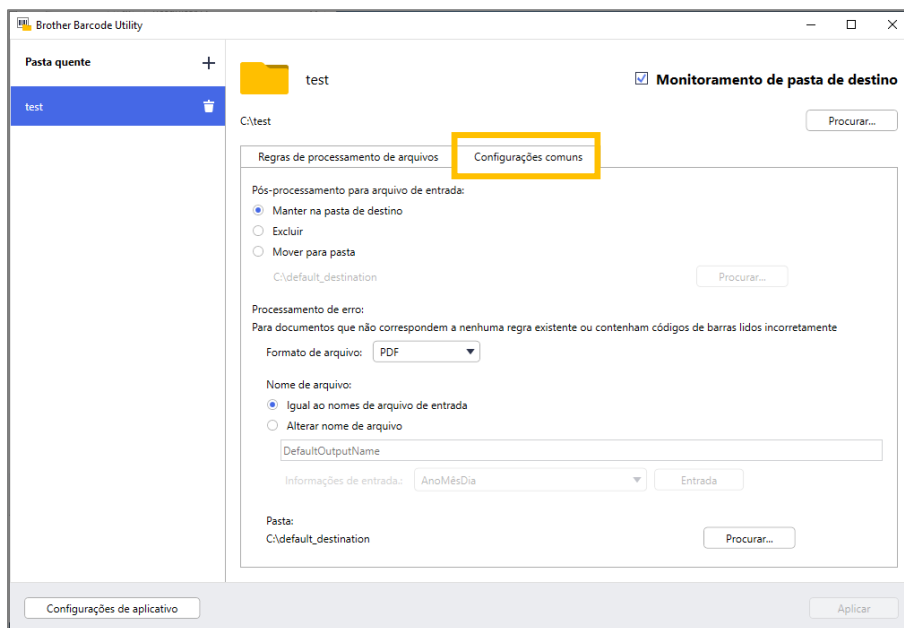 Brother Barcode Utility
Pasta quente
test
test
Monitoramento de pasta de destino
C:\test
Procurar...
Regras de processamento de arquivos
Configurações comuns
Pós-processamento para arquivo de entrada:
Manter na pasta de destino
Excluir
Mover para pasta
C:\default_destination
Procurar...
Processamento de erro:
Para documentos que não correspondem a nenhuma regra existente ou contenham códigos de barras lidos incorretamente
Formato de arquivo:
PDF
Nome de arquivo:
Igual ao nomes de arquivo de entrada
Alterar nome de arquivo
DefaultOutputName
Informações de entrada.:
AnoMêsDia
Entrada
Pasta:
C:\default_destination
Procurar...
Configurações de aplicativo
Aplicar